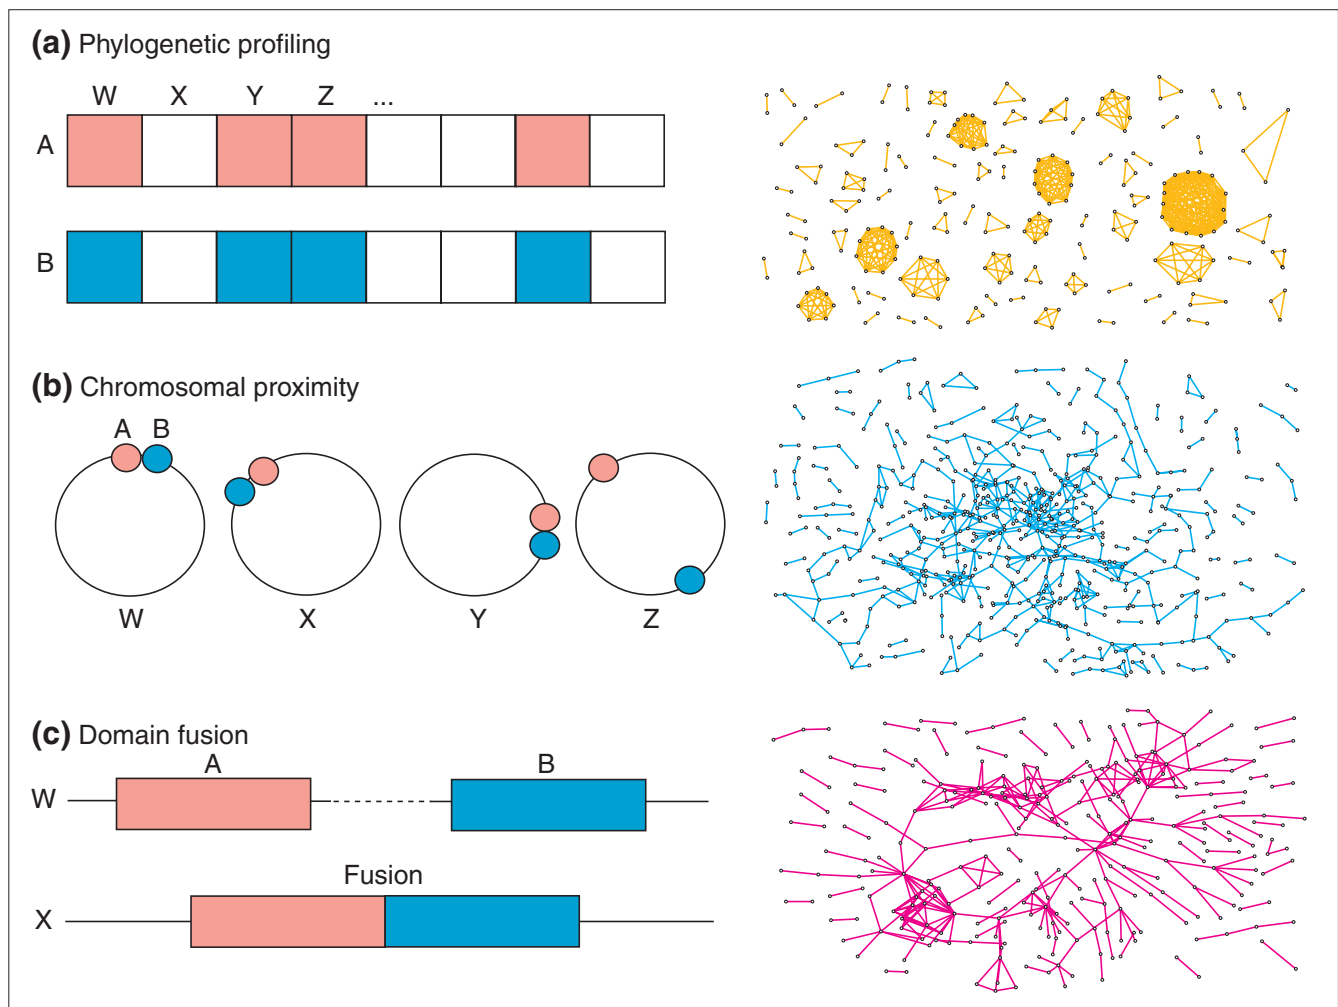 (a) Phylogenetic profiling
W X Y Z ...
A
B
(b) Chromosomal proximity
A B
W X Y Z
(c) Domain fusion
A B
W
Fusion
X